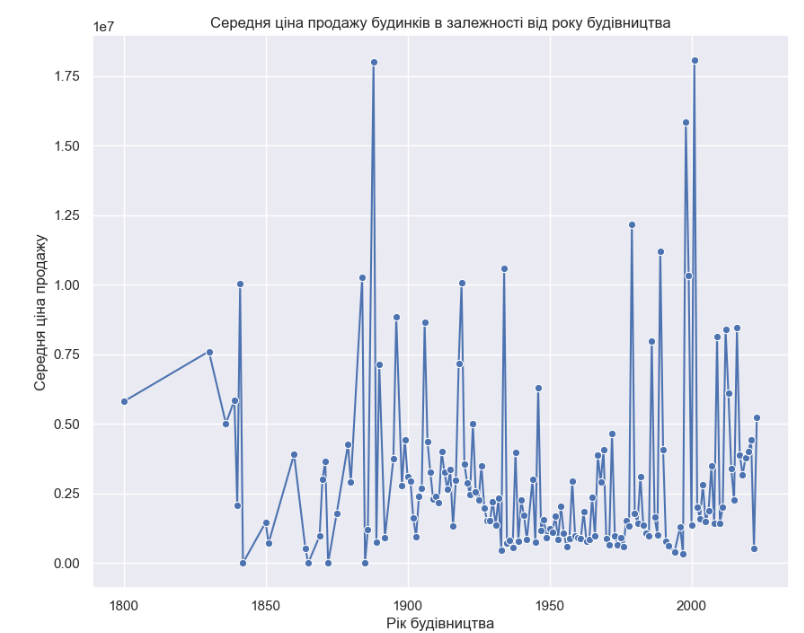 Середня ціна продажу будинків в залежності від року будівництва
1e7
1.75
1.50
1.25
1.00
0.75
0.50
0.25
0.00
Середня ціна продажу
1800 1850 1900 1950 2000
Рік будівництва